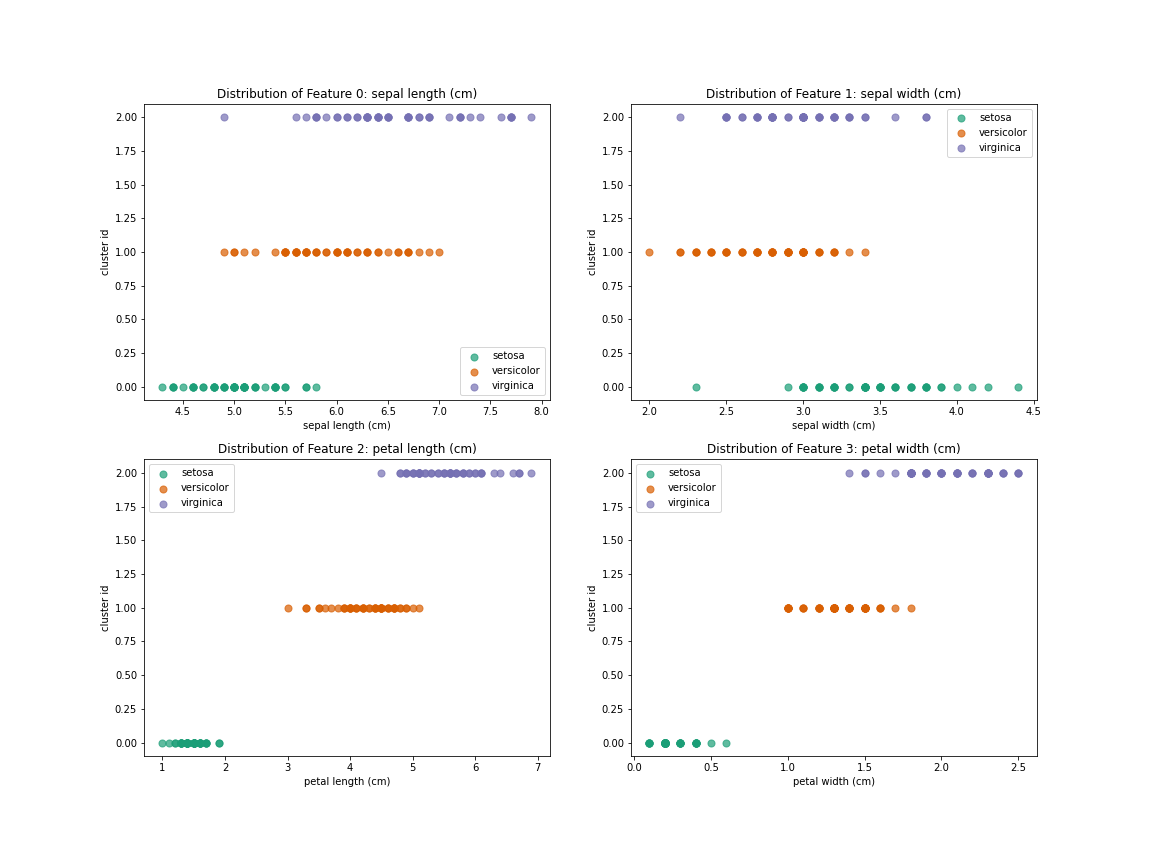 Distribution of Feature 0: sepal length (cm)
cluster id
2.00
1.75
1.50
1.25
1.00
0.75
0.50
0.25
0.00
setosa
versicolor
virginica
4.5 5.0 5.5 6.0 6.5 7.0 7.5 8.0
sepal length (cm)
Distribution of Feature 1: sepal width (cm)
cluster id
2.00
1.75
1.50
1.25
1.00
0.75
0.50
0.25
0.00
setosa
versicolor
virginica
2.0 2.5 3.0 3.5 4.0 4.5
sepal width (cm)
Distribution of Feature 2: petal length (cm)
cluster id
2.00
1.75
1.50
1.25
1.00
0.75
0.50
0.25
0.00
setosa
versicolor
virginica
1 2 3 4 5 6 7
petal length (cm)
Distribution of Feature 3: petal width (cm)
cluster id
2.00
1.75
1.50
1.25
1.00
0.75
0.50
0.25
0.00
setosa
versicolor
virginica
0.0 0.5 1.0 1.5 2.0 2.5
petal width (cm)